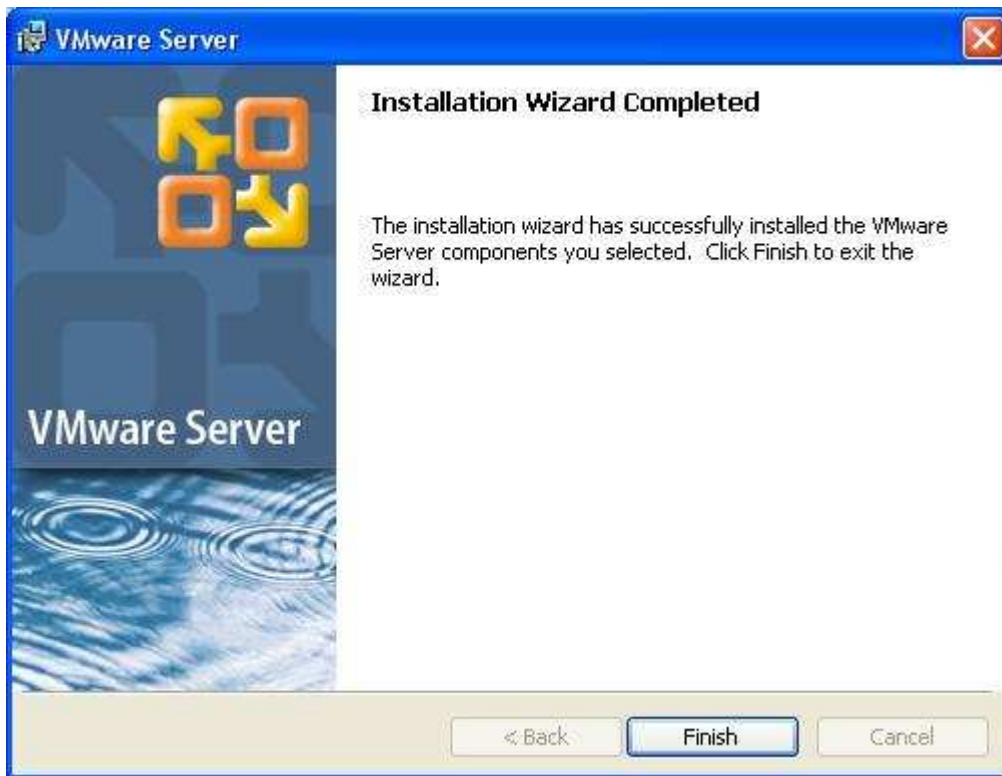 VMware Server
Installation Wizard Completed
The installation wizard has successfully installed the VMware
Server components you selected. Click Finish to exit the
wizard.
VMware Server
< Back
Finish
Cancel